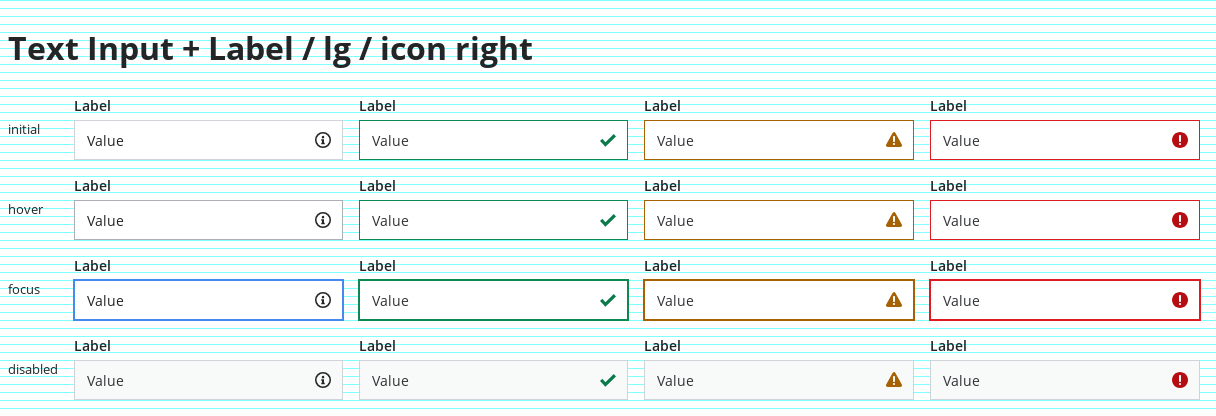 Text Input + Label / lg / icon right
Label Label Label Label
initial Value Value Value Value
Label Label Label Label
hover Value Value Value Value
Label Label Label Label
focus Value Value Value Value
Label Label Label Label
disabled Value Value Value Value